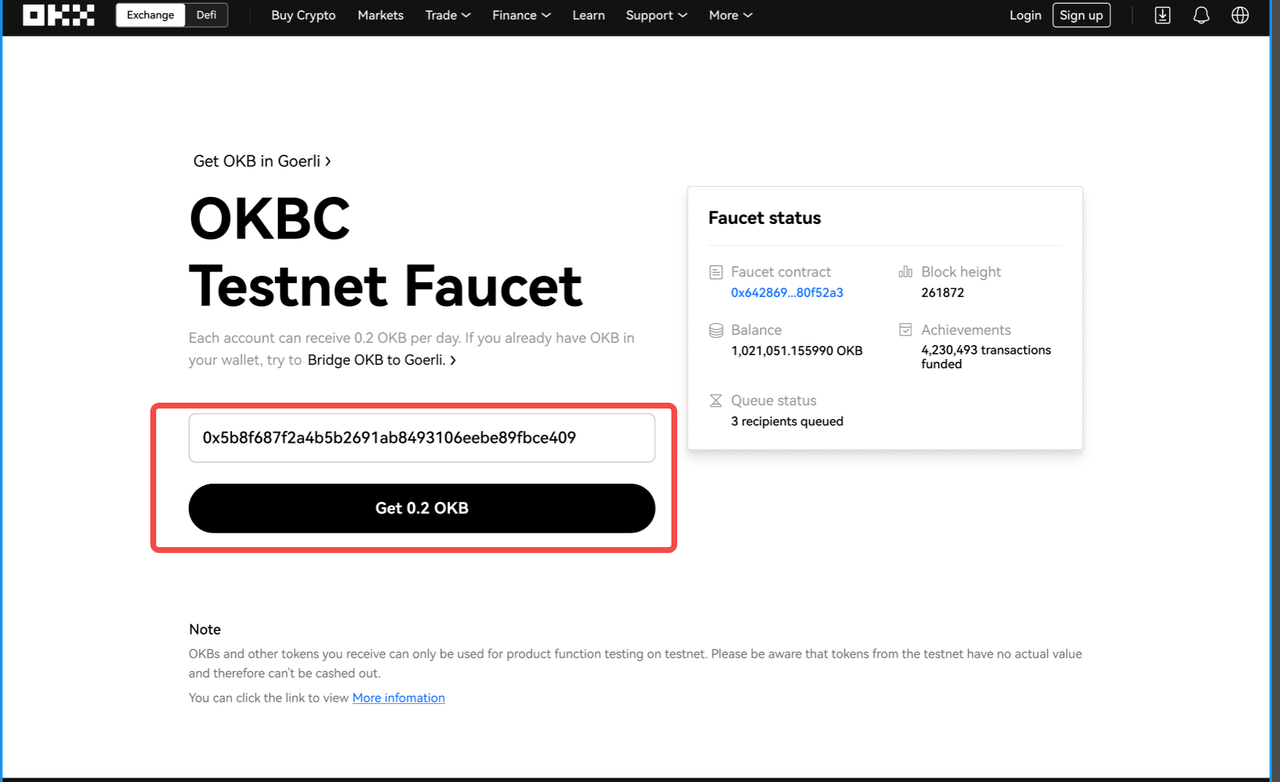 OKX
Exchange Defi Buy Crypto Markets Trade Finance Learn Support More Login Sign up
Get OKB in Goerli >
OKBC
Testnet Faucet
Each account can receive 0.2 OKB per day. If you already have OKB in
your wallet, try to Bridge OKB to Goerli. >
0x5b8f687f2a4b5b2691ab8493106eebe89fbce409
Get 0.2 OKB
Faucet status
Faucet contract
0x642869...80f52a3
Block height
261872
Balance
1,021,051.155990 OKB
Achievements
4,230,493 transactions
funded
Queue status
3 recipients queued
Note
OKBs and other tokens you receive can only be used for product function testing on testnet. Please be aware that tokens from the testnet have no actual value
and therefore can't be cashed out.
You can click the link to view More infomation